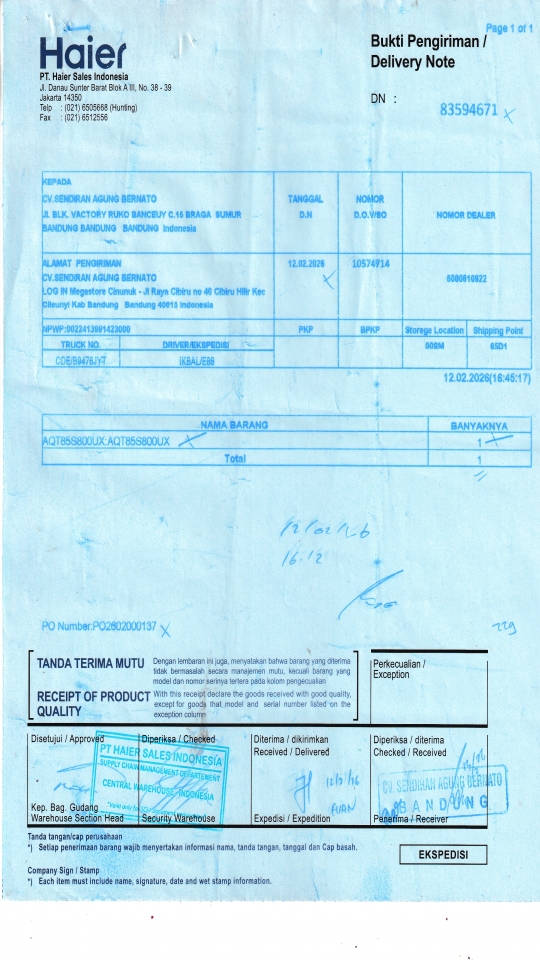 Page 1 of 1
Haier
Bukti Pengiriman /
Delivery Note
PT. Haier Sales Indonesia
Jl. Danau Sunter Barat Blok A III, No. 38 - 39
Jakarta 14350
Telp : (021) 6505668 (Hunting)
Fax : (021) 6512556
DN :
83594671
KEPADA
CV.SENDIRAN AGUNG BERNATO
JL BLK. VACTORY RUKO BANCEUY C.15 BRAGA SUMUR
BANDUNG BANDUNG BANDUNG Indonesia
TANGGAL
D.N
NOMOR
D.O.V/SO
NOMOR DEALER
ALAMAT PENGIRIMAN
CV.SENDIRAN AGUNG BERNATO
LOG IN Megastore Cinunuk - Jl Raya Cibiru no 46 Cibiru Hilir Kec
Cileunyi Kab Bandung Bandung 40615 Indonesia
12.02.2026
10574714
NPWP:0022413991423000
PKP
BPKP
Storage Location
Shipping Point
TRUCK NO.
DRIVER/EKSPEDISI
65D1
12.02.2026(16:45:17)
NAMA BARANG
BANYAKNYA
AQT85S800UX:AQT85S800UX
1
Total
1
12/02/26
16.12
PO Number:PO2602000137
229
TANDA TERIMA MUTU
Dengan lembaran ini juga, menyatakan bahwa barang yang diterima
tidak bermasalah secara manajemen mutu, kecuali barang yang
model dan nomor serinya tertera pada kolom pengecualian
RECEIPT OF PRODUCT
QUALITY
With this receipt declare the goods received with good quality,
except for goods that model and serial number listed on the
exception column
Perkecualian /
Exception
Disetujui / Approved
Diperiksa / Checked
Diterima / dikirimkan
Received / Delivered
Diperiksa / diterima
Checked / Received
PT HAIER SALES INDONESIA
SUPPLY CHAIN MANAGEMENT DEPARTEMENT
CENTRAL WAREHOUSE - INDONESIA
CV. SENDIRAN AGUNG BERNATO
BANDUNG
Kep. Bag. Gudang
Warehouse Section Head
Security Warehouse
Expedisi / Expedition
Penerima / Receiver
Tanda tangan/cap perusahaan
*) Setiap penerimaan barang wajib menyertakan informasi nama, tanda tangan, tanggal dan Cap basah.
EKSPEDISI
Company Sign / Stamp
*) Each item must include name, signature, date and wet stamp information.